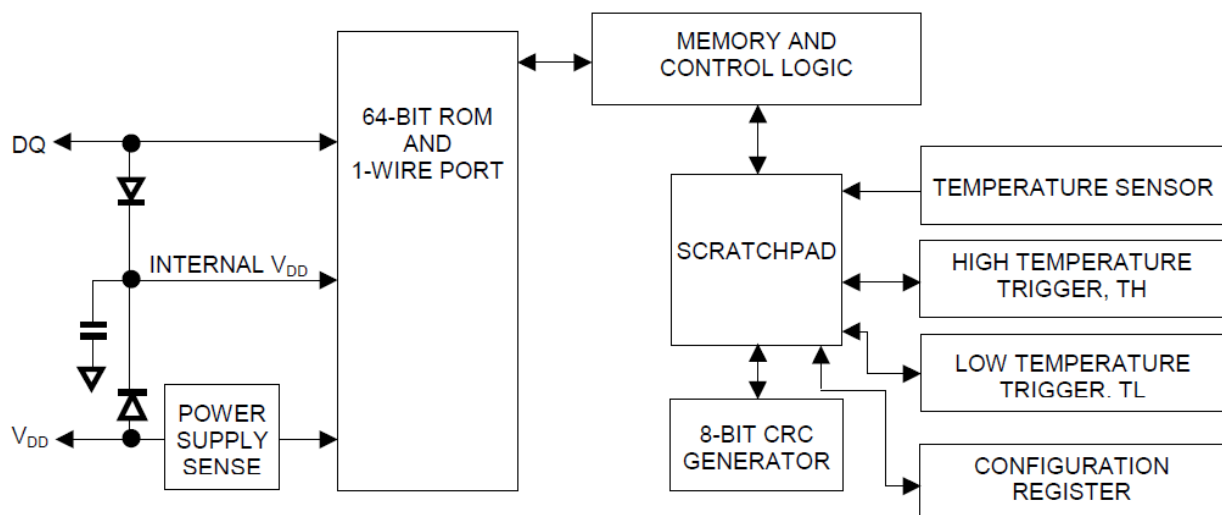 DQ
INTERNAL VDD
VDD
POWER
SUPPLY
SENSE
64-BIT ROM
AND
1-WIRE PORT
MEMORY AND
CONTROL LOGIC
SCRATCHPAD
8-BIT CRC
GENERATOR
TEMPERATURE SENSOR
HIGH TEMPERATURE
TRIGGER, TH
LOW TEMPERATURE
TRIGGER, TL
CONFIGURATION
REGISTER